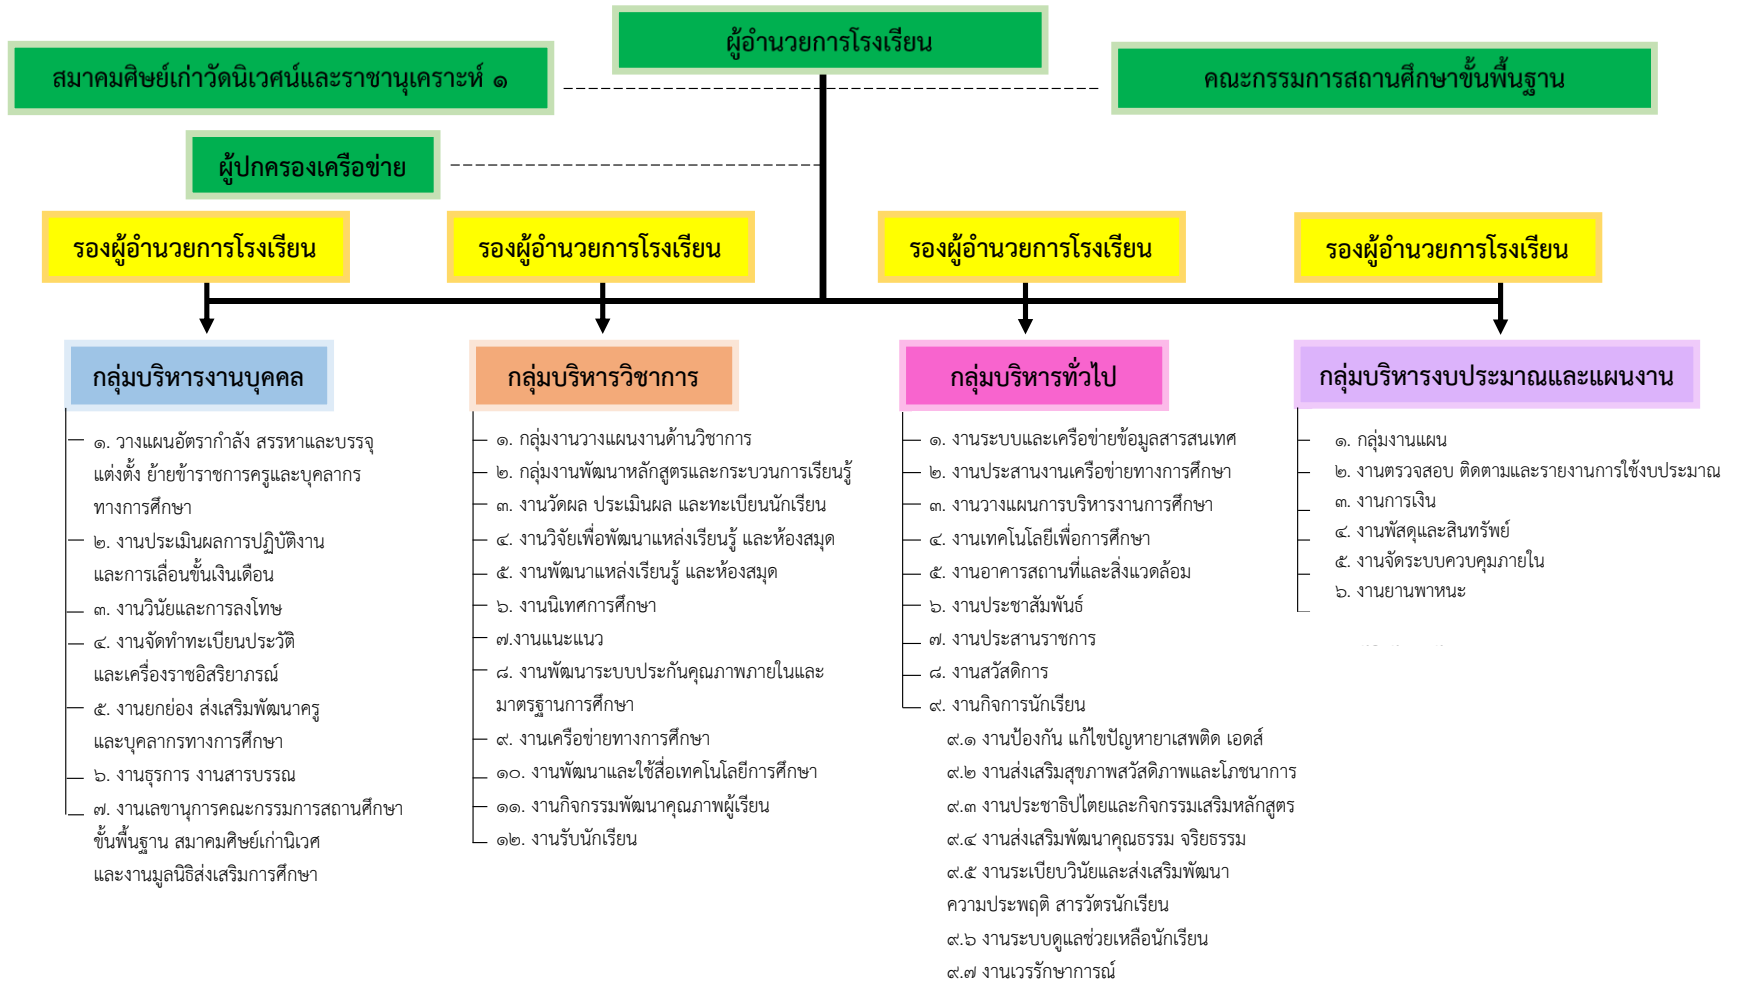 ผู้อำนวยการโรงเรียน
สมาคมศิษย์เก่าวัดนิเวศน์และราชานุเคราะห์ ๑
คณะกรรมการสถานศึกษาขั้นพื้นฐาน
ผู้ปกครองเครือข่าย
รองผู้อำนวยการโรงเรียน
รองผู้อำนวยการโรงเรียน
รองผู้อำนวยการโรงเรียน
รองผู้อำนวยการโรงเรียน
กลุ่มบริหารงานบุคคล
๑. วางแผนอัตรากำลัง สรรหาและบรรจุ
แต่งตั้ง ย้ายข้าราชการครูและบุคลากร
ทางการศึกษา
๒. งานประเมินผลการปฏิบัติงาน
และการเลื่อนขั้นเงินเดือน
๓. งานวินัยและการลงโทษ
๔. งานจัดทำทะเบียนประวัติ
และเครื่องราชอิสริยาภรณ์
๕. งานยกย่อง ส่งเสริมพัฒนาครู
และบุคลากรทางการศึกษา
๖. งานธุรการ งานสารบรรณ
๗. งานเลขานุการคณะกรรมการสถานศึกษา
ขั้นพื้นฐาน สมาคมศิษย์เก่านิเวศ
และงานมูลนิธิส่งเสริมการศึกษา
กลุ่มบริหารวิชาการ
๑. กลุ่มงานวางแผนงานด้านวิชาการ
๒. กลุ่มงานพัฒนาหลักสูตรและกระบวนการเรียนรู้
๓. งานวัดผล ประเมินผล และทะเบียนนักเรียน
๔. งานวิจัยเพื่อพัฒนาแหล่งเรียนรู้ และห้องสมุด
๕. งานพัฒนาแหล่งเรียนรู้ และห้องสมุด
๖. งานนิเทศการศึกษา
๗.งานแนะแนว
๘. งานพัฒนาระบบประกันคุณภาพภายในและ
มาตรฐานการศึกษา
๙. งานเครือข่ายทางการศึกษา
๑๐. งานพัฒนาและใช้สื่อเทคโนโลยีการศึกษา
๑๑. งานกิจกรรมพัฒนาคุณภาพผู้เรียน
๑๒. งานรับนักเรียน
กลุ่มบริหารทั่วไป
๑. งานระบบและเครือข่ายข้อมูลสารสนเทศ
๒. งานประสานงานเครือข่ายทางการศึกษา
๓. งานวางแผนการบริหารงานการศึกษา
๔. งานเทคโนโลยีเพื่อการศึกษา
๕. งานอาคารสถานที่และสิ่งแวดล้อม
๖. งานประชาสัมพันธ์
๗. งานประสานราชการ
๘. งานสวัสดิการ
๙. งานกิจการนักเรียน
๙.๑ งานป้องกัน แก้ไขปัญหายาเสพติด เอดส์
๙.๒ งานส่งเสริมสุขภาพสวัสดิภาพและโภชนาการ
๙.๓ งานประชาธิปไตยและกิจกรรมเสริมหลักสูตร
๙.๔ งานส่งเสริมพัฒนาคุณธรรม จริยธรรม
๙.๕ งานระเบียบวินัยและส่งเสริมพัฒนา
ความประพฤติ สารวัตรนักเรียน
๙.๖ งานระบบดูแลช่วยเหลือนักเรียน
๙.๗ งานเวรรักษาการณ์
กลุ่มบริหารงบประมาณและแผนงาน
๑. กลุ่มงานแผน
๒. งานตรวจสอบ ติดตามและรายงานการใช้งบประมาณ
๓. งานการเงิน
๔. งานพัสดุและสินทรัพย์
๕. งานจัดระบบควบคุมภายใน
๖. งานยานพาหนะ